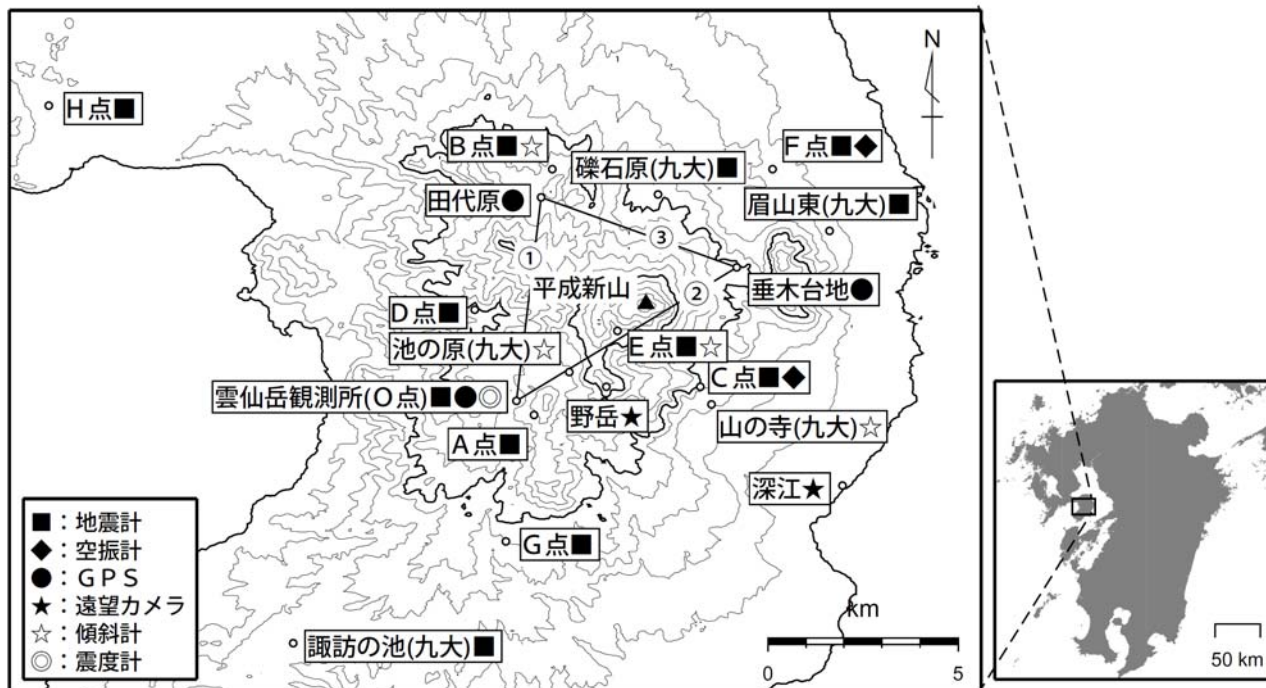 N
H点■
B点■☆
F点■◆
礫石原(九大)■
田代原●
眉山東(九大)■
③
①
平成新山
②
垂木台地●
D点■
池の原(九大)☆
E点■☆
C点■◆
雲仙岳観測所(O点)■●◎
野岳★
山の寺(九大)☆
A点■
深江★
G点■
諏訪の池(九大)■
km
0 5
■:地震計
◆:空振計
●:GPS
★:遠望カメラ
☆:傾斜計
◎:震度計
50 km